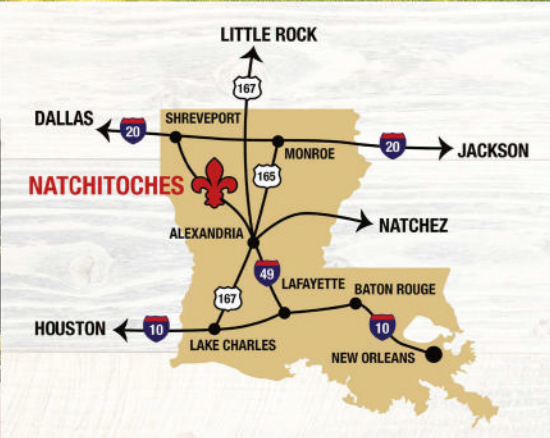 LITTLE ROCK
167
DALLAS
20
SHREVEPORT
MONROE
20
JACKSON
165
NATCHITOCHES
ALEXANDRIA
NATCHEZ
49
LAFAYETTE
BATON ROUGE
167
HOUSTON
10
LAKE CHARLES
10
NEW ORLEANS